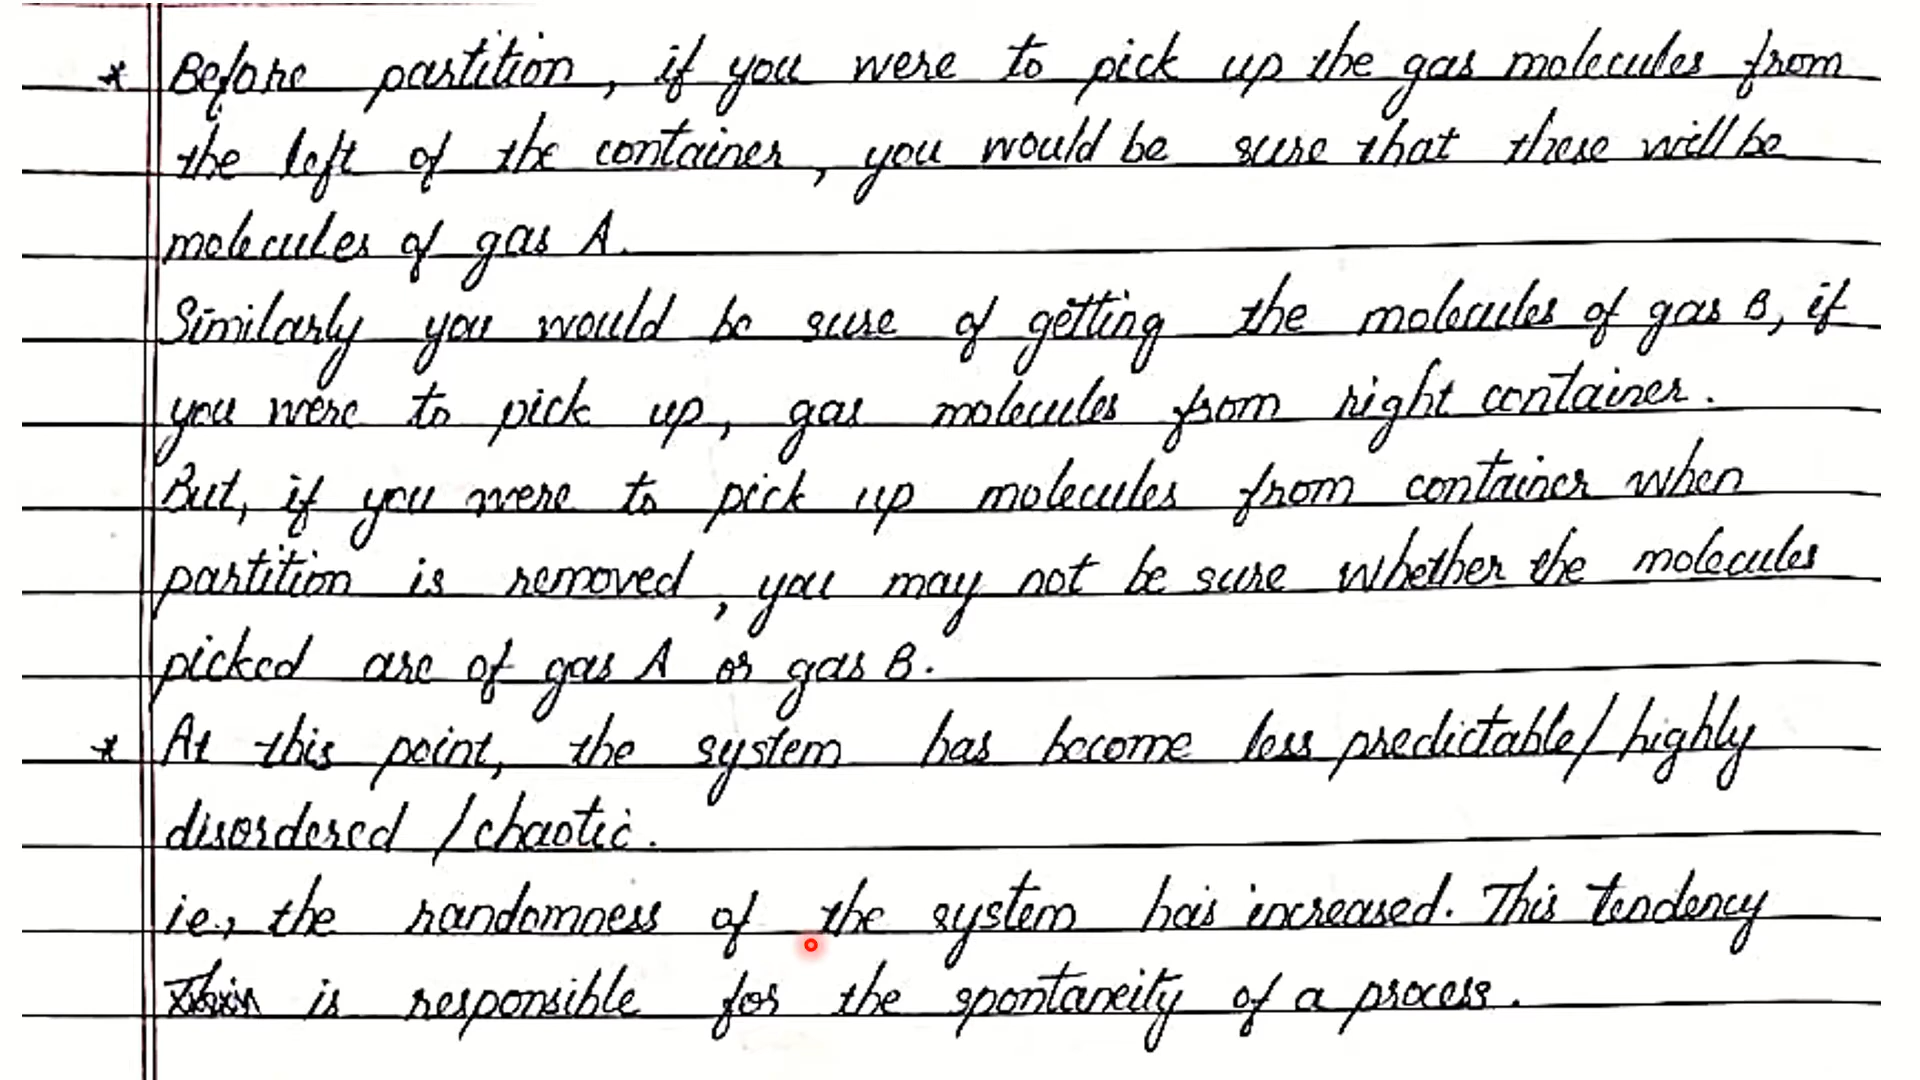 * Before partition, if you were to pick up the gas molecules from
the left of the container, you would be sure that these will be
molecules of gas A.
Similarly you would be sure of getting the molecules of gas B, if
you were to pick up, gas molecules from right container.
But, if you were to pick up molecules from container when
partition is removed, you may not be sure whether the molecules
picked are of gas A or gas B.
* At this point, the system has become less predictable/highly
disordered /chaotic.
ie., the randomness of the system has increased. This tendency
is responsible for the spontaneity of a process.